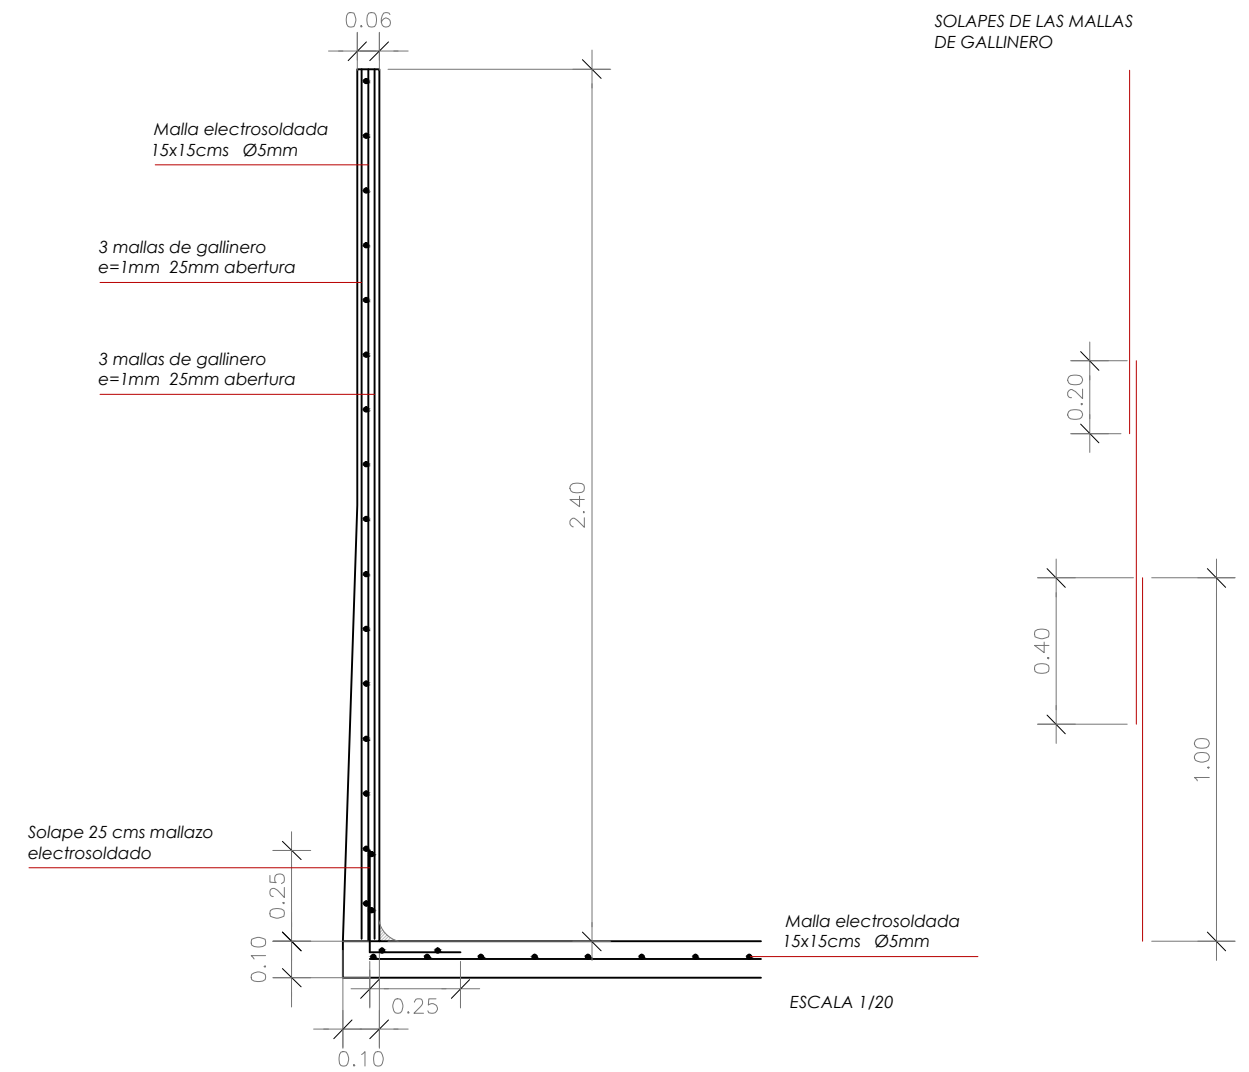 0.06
SOLAPES DE LAS MALLAS
DE GALLINERO
Malla electrosoldada
15x15cms Ø5mm
3 mallas de gallinero
e=1mm 25mm abertura
3 mallas de gallinero
e=1mm 25mm abertura
0.20
2.40
0.40
1.00
Solape 25 cms mallazo
electrosoldado
0.25
Malla electrosoldada
15x15cms Ø5mm
0.10
0.25
ESCALA 1/20
0.10